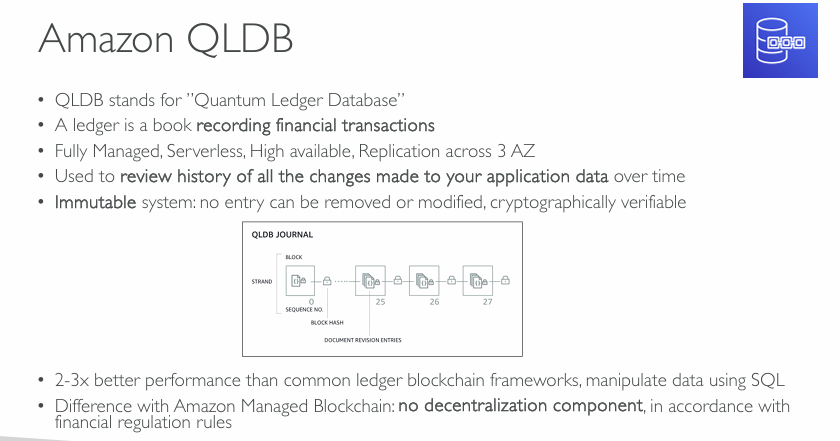 Amazon QLDB
• QLDB stands for ”Quantum Ledger Database”
• A ledger is a book recording financial transactions
• Fully Managed, Serverless, High available, Replication across 3 AZ
• Used to review history of all the changes made to your application data over time
• Immutable system: no entry can be removed or modified, cryptographically verifiable
QLDB JOURNAL
BLOCK
STRAND
0 25 26 27
SEQUENCE NO.
BLOCK HASH
DOCUMENT REVISION ENTRIES
• 2-3x better performance than common ledger blockchain frameworks, manipulate data using SQL
• Difference with Amazon Managed Blockchain: no decentralization component, in accordance with
financial regulation rules